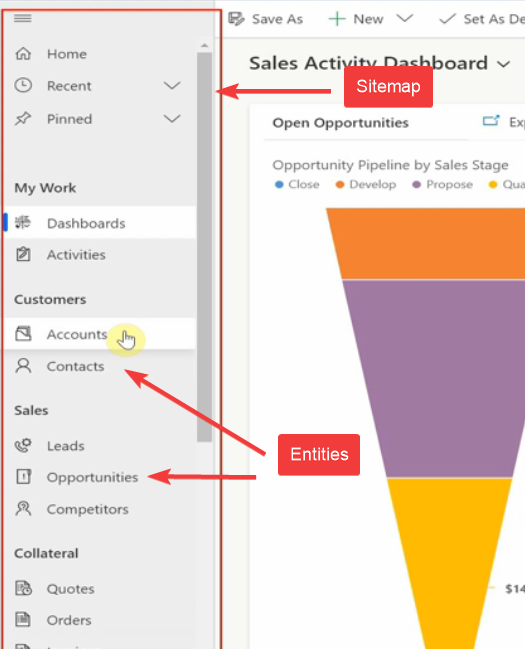 Save As New Set As De
Home
Sales Activity Dashboard
Recent
Sitemap
Pinned
Open Opportunities Exp
Opportunity Pipeline by Sales Stage
Close Develop Propose Qua
My Work
Dashboards
Activities
Customers
Accounts
Contacts
Sales
Leads
Entities
Opportunities
Competitors
Collateral
Quotes
$14
Orders